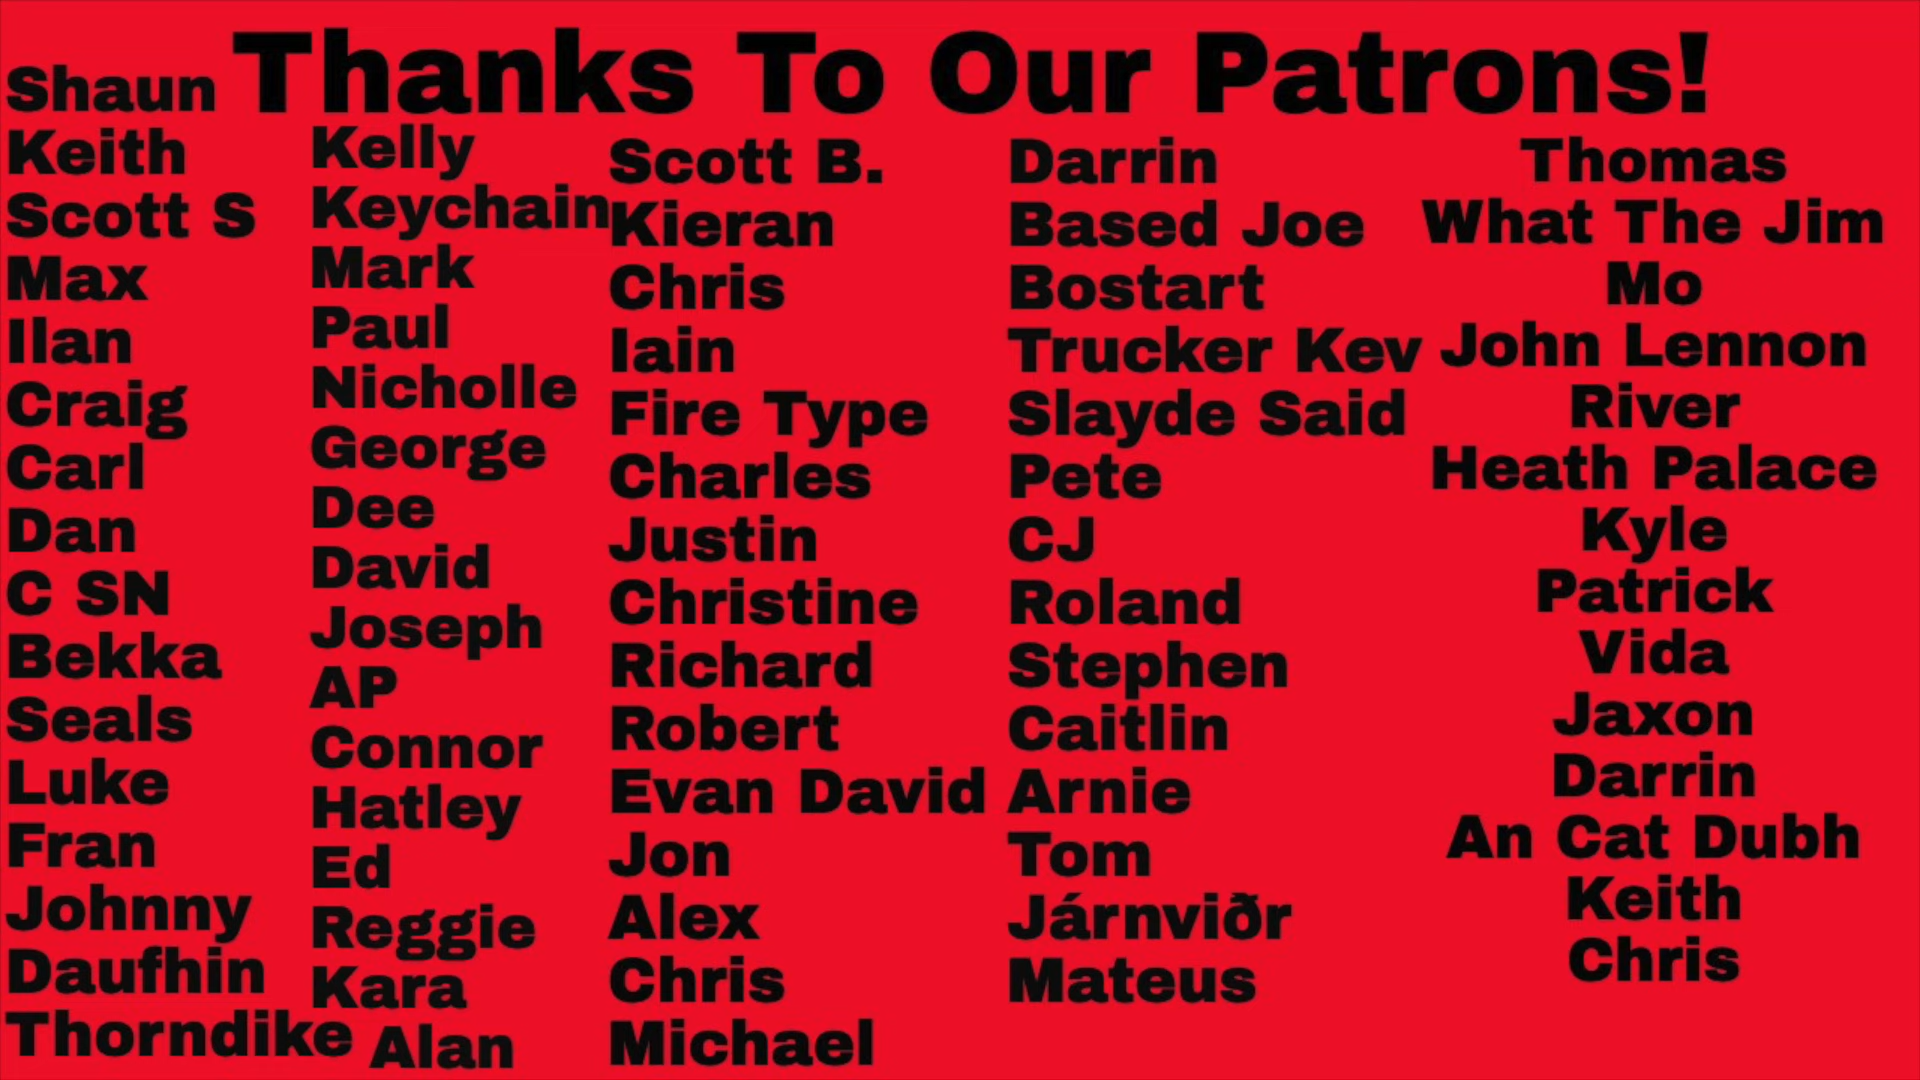 Thanks To Our Patrons!
Shaun
Keith
Scott S
Max
Ilan
Craig
Carl
Dan
C SN
Bekka
Seals
Luke
Fran
Johnny
Daufhin
Thorndike
Kelly
Keychain
Mark
Paul
Nicholle
George
Dee
David
Joseph
AP
Connor
Hatley
Ed
Reggie
Kara
Alan
Scott B.
Kieran
Chris
Iain
Fire Type
Charles
Justin
Christine
Richard
Robert
Evan David
Jon
Alex
Chris
Michael
Darrin
Based Joe
Bostart
Trucker Kev
Slayde Said
Pete
CJ
Roland
Stephen
Caitlin
Arnie
Tom
Járnviðr
Mateus
Thomas
What The Jim
Mo
John Lennon
River
Heath Palace
Kyle
Patrick
Vida
Jaxon
Darrin
An Cat Dubh
Keith
Chris